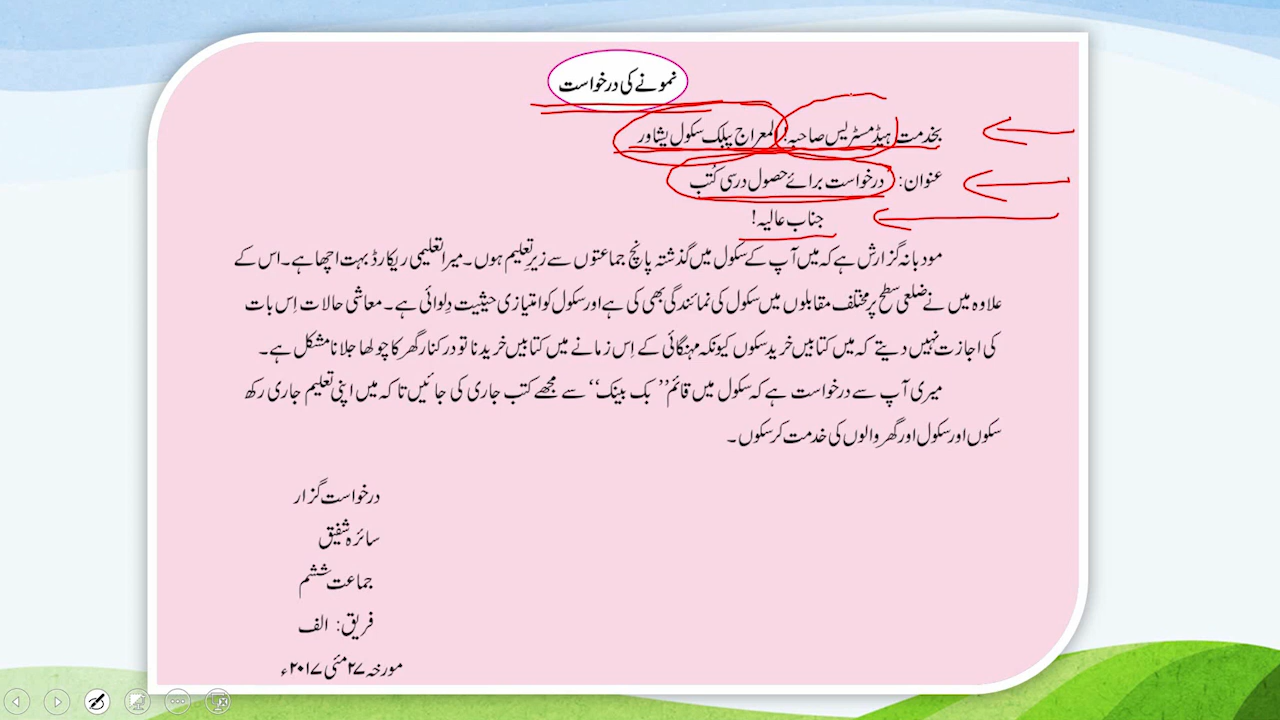 نمونے کی درخواست
بخدمت ہیڈ مسٹریس صاحبہ! المعراج پبلک سکول پشاور
عنوان: درخواست برائے حصول درسی کُتب
جناب عالیہ!
مودبانہ گزارش ہے کہ میں آپ کے سکول میں گذشتہ پانچ جماعتوں سے زیرِ تعلیم ہوں۔ میرا تعلیمی ریکارڈ بہت اچھا ہے۔ اس کے
علاوہ میں نے ضلعی سطح پر مختلف مقابلوں میں سکول کی نمائندگی بھی کی ہے اور سکول کو امتیازی حیثیت دِلوائی ہے۔ معاشی حالات اِس بات
کی اجازت نہیں دیتے کہ میں کتابیں خرید سکوں کیونکہ مہنگائی کے اِس زمانے میں کتابیں خریدنا تو درکنار گھر کا چولھا جلانا مشکل ہے۔
میری آپ سے درخواست ہے کہ سکول میں قائم ”بک بینک“ سے مجھے کتب جاری کی جائیں تاکہ میں اپنی تعلیم جاری رکھ
سکوں اور سکول اور گھر والوں کی خدمت کر سکوں۔
درخواست گزار
سائرہ شفیق
جماعت ششم
فریق: الف
مورخہ ۲۷ مئی ۲۰۱۷ء